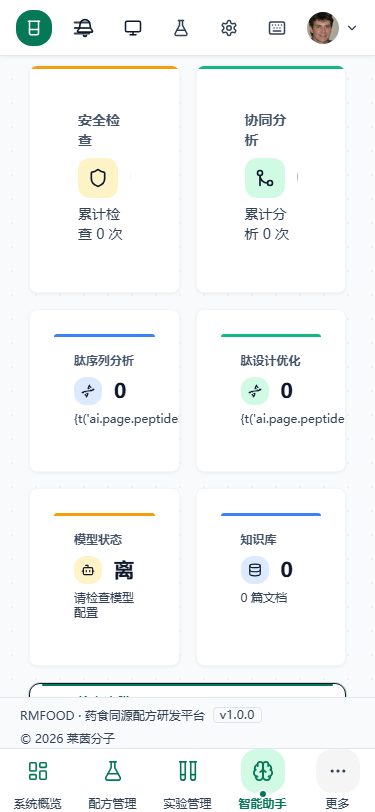 安全检
查
累计检
查 0 次
协同分
析
累计分
析 0 次
肽序列分析
0
{t('ai.page.peptide
肽设计优化
0
{t('ai.page.peptide
模型状态
离
请检查模型
配置
知识库
0
0 篇文档
RMFOOD · 药食同源配方研发平台 v1.0.0
© 2026 莱茵分子
系统概览
配方管理
实验管理
智能助手
更多